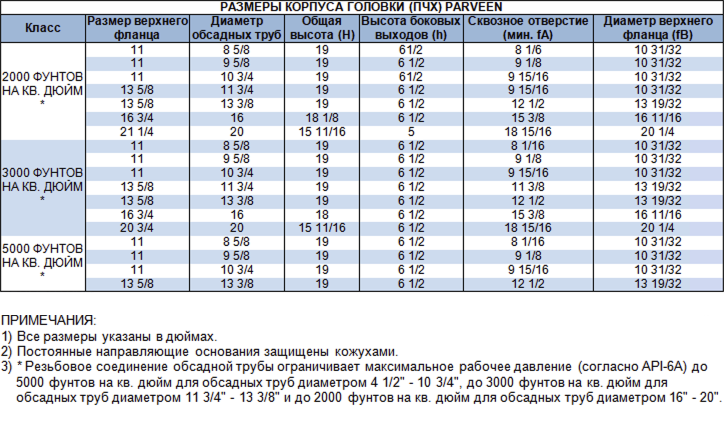 РАЗМЕРЫ КОРПУСА ГОЛОВКИ (ПЧХ) PARVEEN
Класс Размер верхнего фланца Диаметр обсадных труб Общая высота (H) Высота боковых выходов (h) Сквозное отверстие (мин. fA) Диаметр верхнего фланца (fB)
2000 ФУНТОВ НА КВ. ДЮЙМ *
11 8 5/8 19 61/2 8 1/6 10 31/32
11 9 5/8 19 6 1/2 9 1/8 10 31/32
11 10 3/4 19 61/2 9 15/16 10 31/32
13 5/8 11 3/4 19 6 1/2 9 15/16 10 31/32
13 5/8 13 3/8 19 6 1/2 12 1/2 13 19/32
16 3/4 16 18 1/8 6 1/2 15 3/8 16 11/16
21 1/4 20 15 11/16 5 18 15/16 20 1/4
3000 ФУНТОВ НА КВ. ДЮЙМ *
11 8 5/8 19 6 1/2 8 1/16 10 31/32
11 9 5/8 19 6 1/2 9 1/8 10 31/32
11 10 3/4 19 6 1/2 9 15/16 10 31/32
13 5/8 11 3/4 19 6 1/2 11 3/8 13 19/32
13 5/8 13 3/8 19 6 1/2 12 1/2 13 19/32
16 3/4 16 18 6 1/2 15 3/8 16 11/16
20 3/4 20 15 11/16 6 1/2 18 15/16 20 1/4
5000 ФУНТОВ НА КВ. ДЮЙМ *
11 8 5/8 19 6 1/2 8 1/16 10 31/32
11 9 5/8 19 6 1/2 9 1/8 10 31/32
11 10 3/4 19 6 1/2 9 15/16 10 31/32
13 5/8 13 3/8 19 6 1/2 12 1/2 13 19/32
ПРИМЕЧАНИЯ:
1) Все размеры указаны в дюймах.
2) Постоянные направляющие основания защищены кожухами.
3) * Резьбовое соединение обсадной трубы ограничивает максимальное рабочее давление (согласно API-6A) до
5000 фунтов на кв. дюйм для обсадных труб диаметром 4 1/2" - 10 3/4", до 3000 фунтов на кв. дюйм для
обсадных труб диаметром 11 3/4" - 13 3/8" и до 2000 фунтов на кв. дюйм для обсадных труб диаметром 16" - 20".